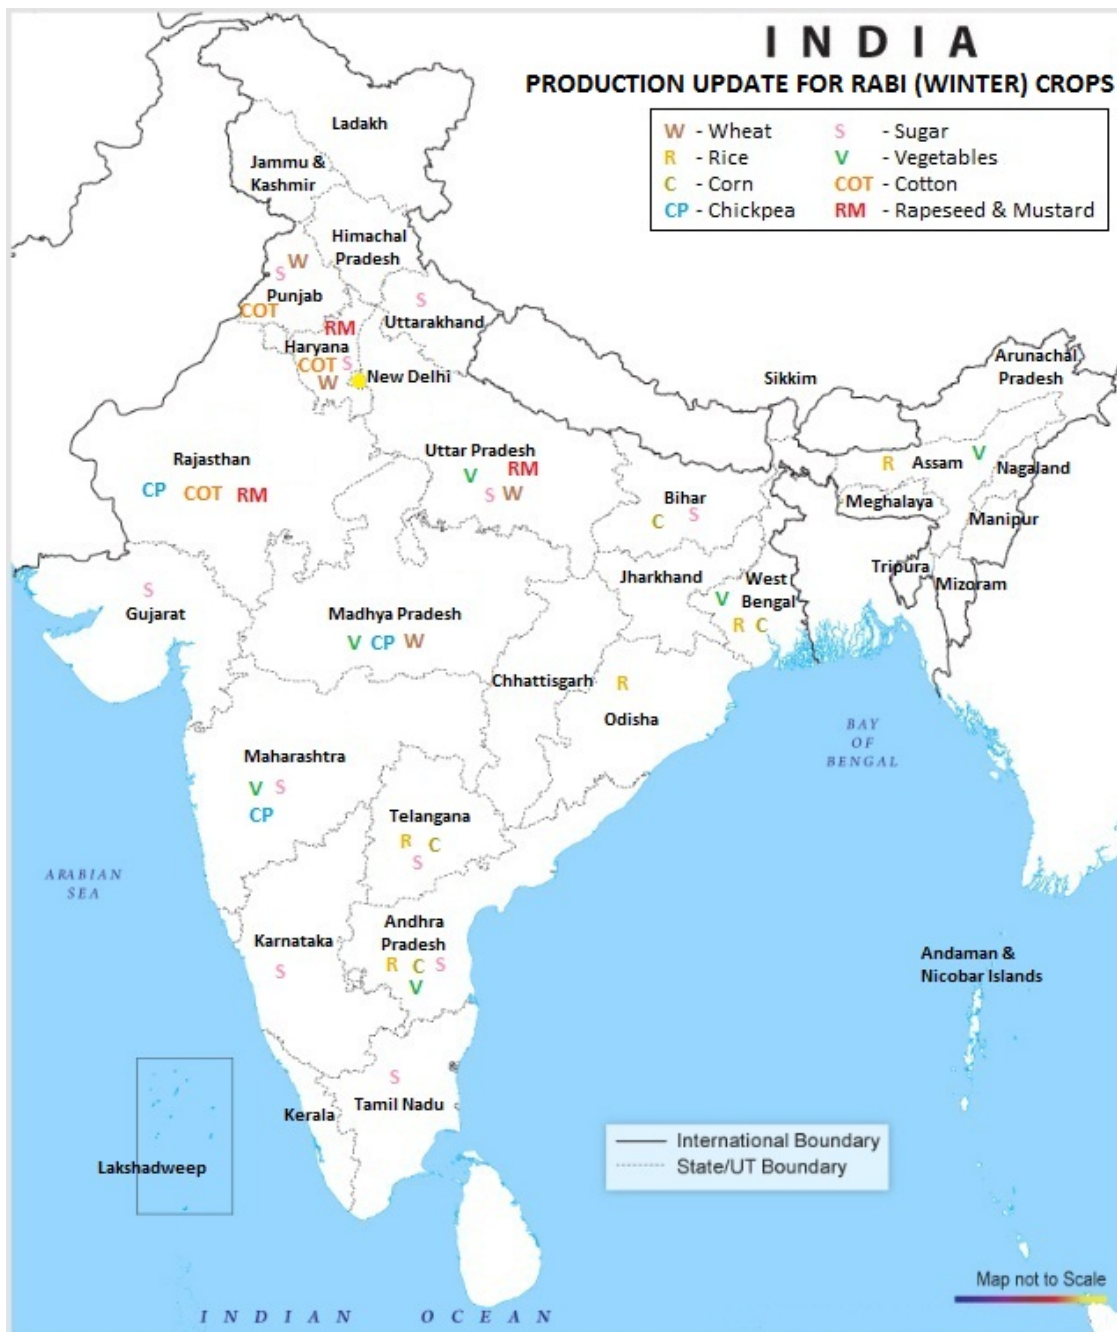 I N D I A
PRODUCTION UPDATE FOR RABI (WINTER) CROPS
W - Wheat
R - Rice
C - Corn
CP - Chickpea
S - Sugar
V - Vegetables
COT - Cotton
RM - Rapeseed & Mustard
Ladakh
Jammu &
Kashmir
Himachal
Pradesh
W
S
Punjab
COT
S
Uttarakhand
RM
Haryana
COT S
W
New Delhi
Sikkim
Arunachal
Pradesh
Rajasthan
CP COT RM
Uttar Pradesh
V RM
S W
Bihar
C S
R Assam V
Nagaland
Meghalaya
Manipur
Tripura
Mizoram
S
Gujarat
Madhya Pradesh
V CP W
Jharkhand
West
Bengal
V
R C
Chhattisgarh
R
Odisha
BAY
OF
BENGAL
Maharashtra
V S
CP
Telangana
R C
S
ARABIAN
SEA
Karnataka
S
Andhra
Pradesh
R C S
V
Andaman &
Nicobar Islands
S
Tamil Nadu
Kerala
Lakshadweep
International Boundary
State/UT Boundary
Map not to Scale
I N D I A N O C E A N